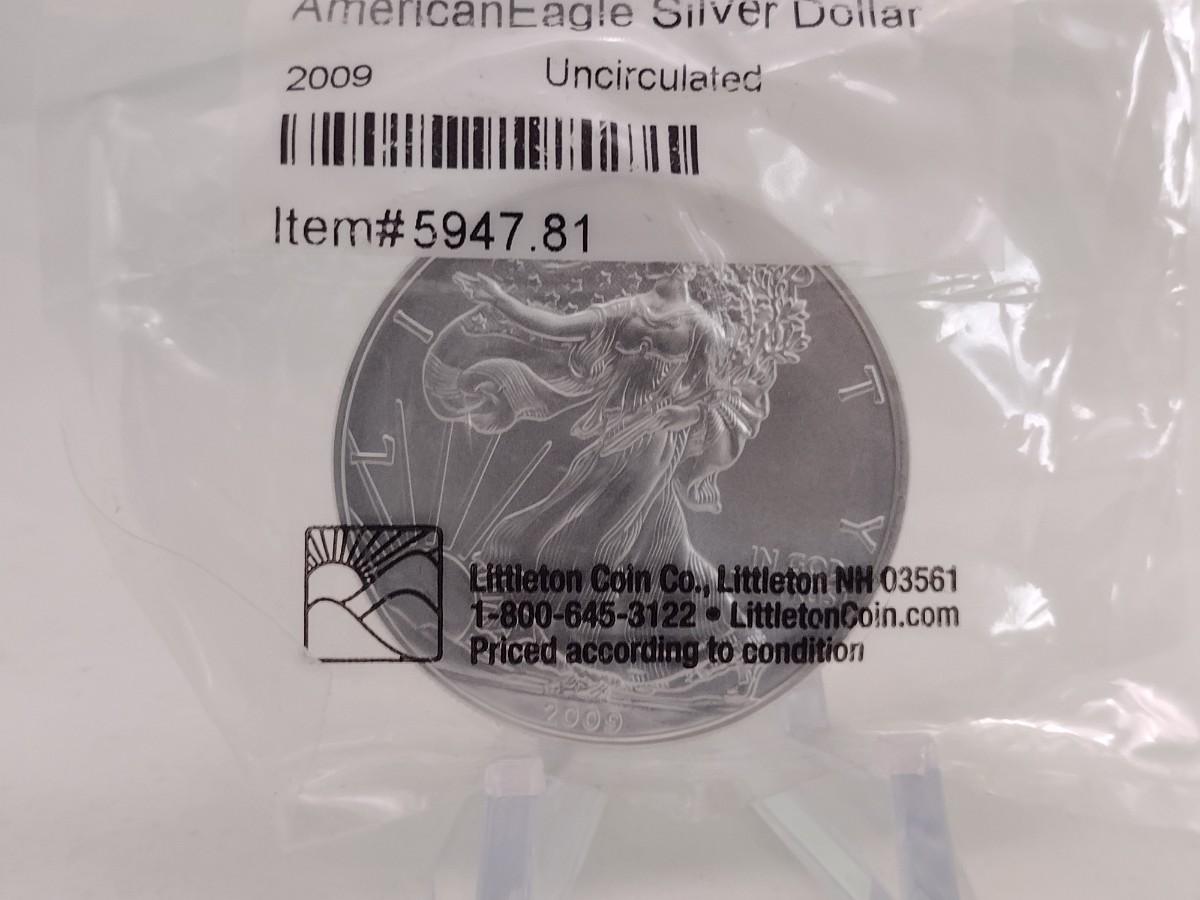 AmericanEagle Silver Dollar
2009 Uncirculated
Item#5947.81
L I T Y
IN GOD
Littleton Coin Co., Littleton NH 03561
1-800-645-3122 • LittletonCoin.com
Priced according to condition
2009